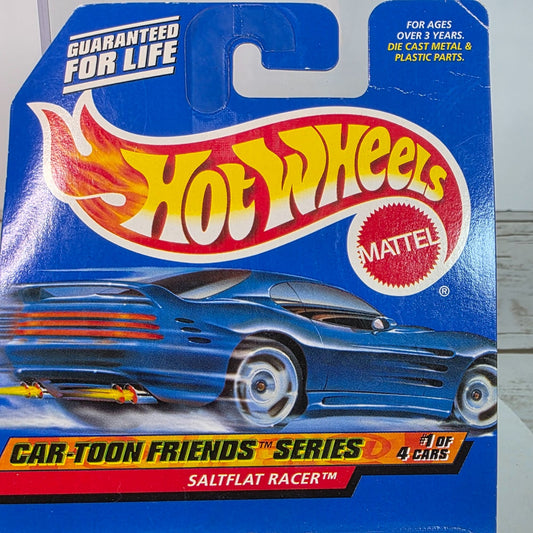 GUARANTEED
FOR LIFE
FOR AGES
OVER 3 YEARS.
DIE CAST METAL &
PLASTIC PARTS.
HOT WHEELS
MATTEL
®
CAR-TOON FRIENDS™ SERIES
#1 OF
4 CARS
SALTFLAT RACER™